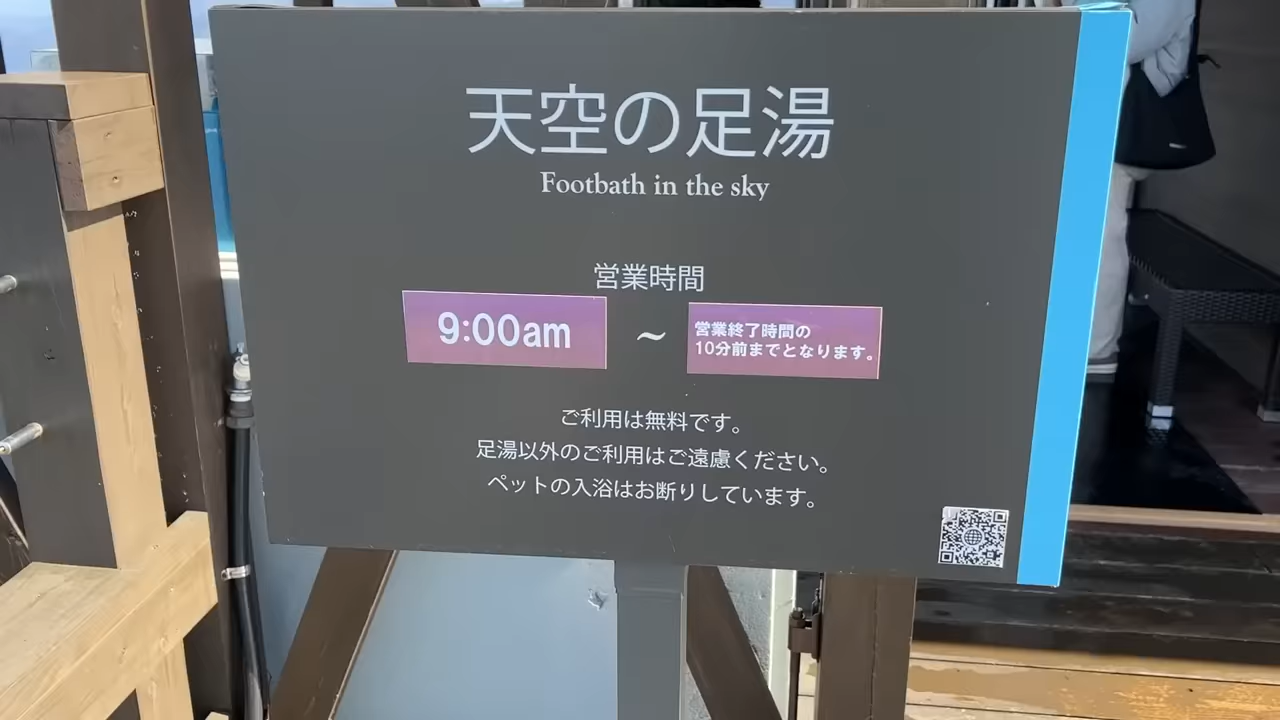 天空の足湯
Footbath in the sky
営業時間
9:00am ~ 営業終了時間の
10分前までとなります。
ご利用は無料です。
足湯以外のご利用はご遠慮ください。
ペットの入浴はお断りしています。